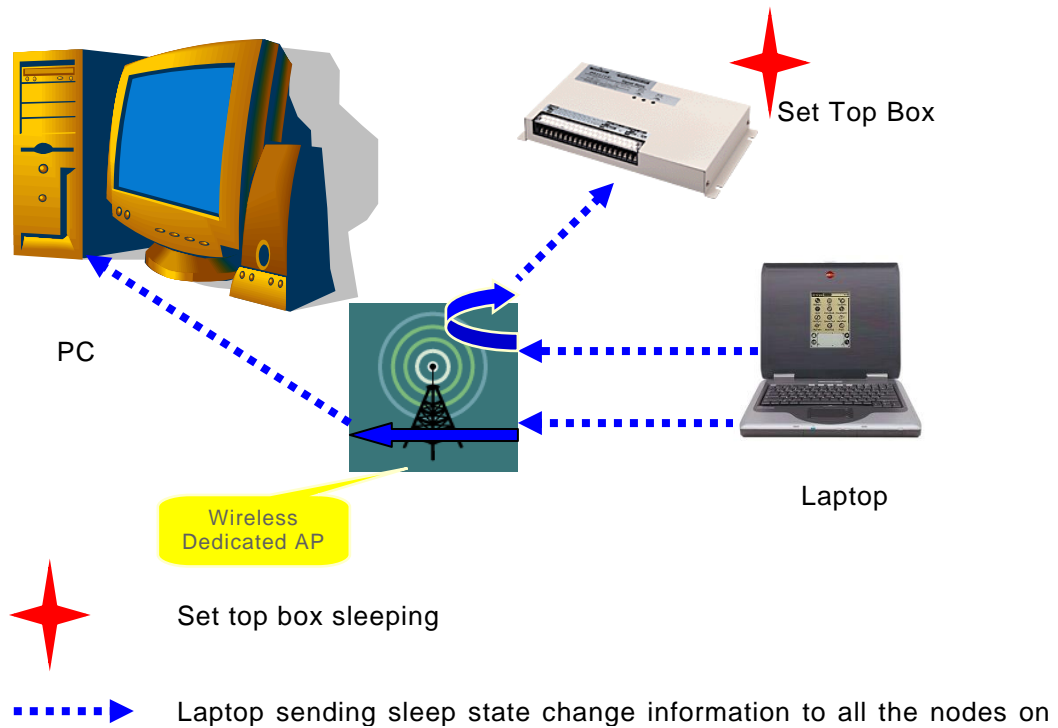 Set Top Box
PC
Laptop
Wireless
Dedicated AP
Set top box sleeping
Laptop sending sleep state change information to all the nodes on